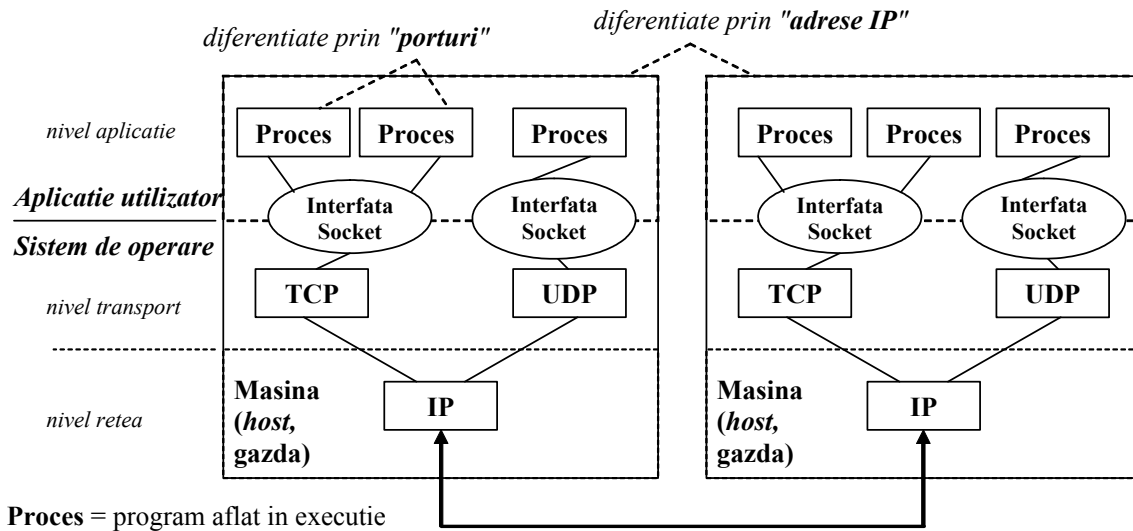 diferentiate prin "adrese IP"
diferentiate prin "porturi"
nivel aplicatie
Proces Proces Proces Proces Proces Proces
Aplicatie utilizator
Interfata Socket Interfata Socket Interfata Socket Interfata Socket
Sistem de operare
nivel transport
TCP UDP TCP UDP
nivel retea
Masina
(host,
gazda)
IP
Masina
(host,
gazda)
IP
Proces = program aflat in executie